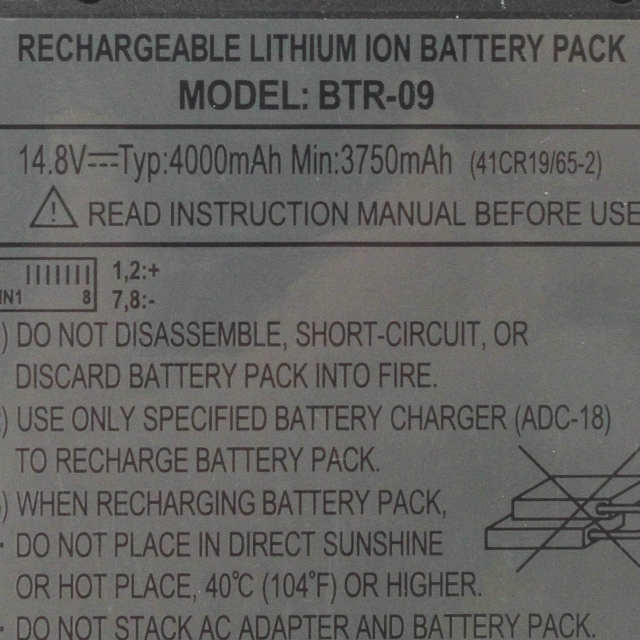 RECHARGEABLE LITHIUM ION BATTERY PACK
MODEL: BTR-09
14.8V⎓Typ:4000mAh Min:3750mAh (41CR19/65-2)
READ INSTRUCTION MANUAL BEFORE USE
IN1 8
1,2:+
7,8:-
) DO NOT DISASSEMBLE, SHORT-CIRCUIT, OR
DISCARD BATTERY PACK INTO FIRE.
) USE ONLY SPECIFIED BATTERY CHARGER (ADC-18)
TO RECHARGE BATTERY PACK.
) WHEN RECHARGING BATTERY PACK,
· DO NOT PLACE IN DIRECT SUNSHINE
OR HOT PLACE, 40°C (104°F) OR HIGHER.
· DO NOT STACK AC ADAPTER AND BATTERY PACK.